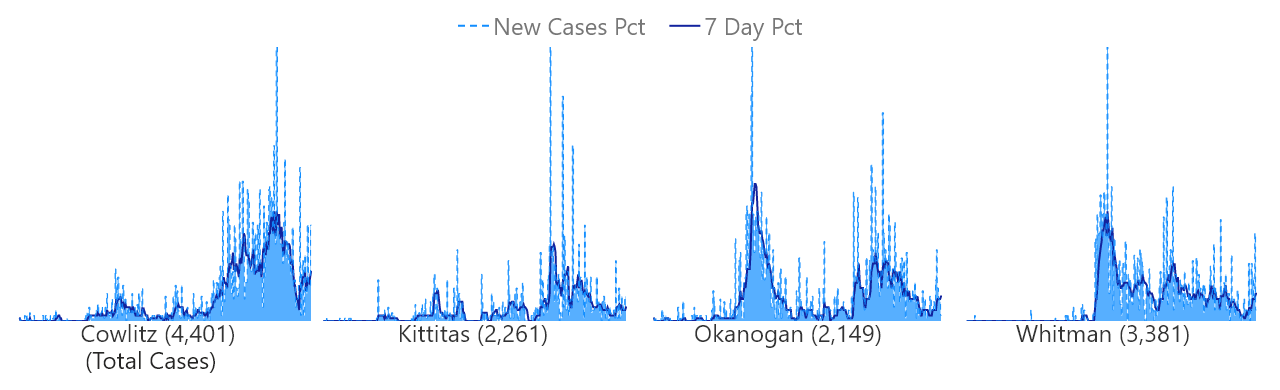 New Cases Pct 7 Day Pct
Cowlitz (4,401) Kittitas (2,261) Okanogan (2,149) Whitman (3,381)
(Total Cases)